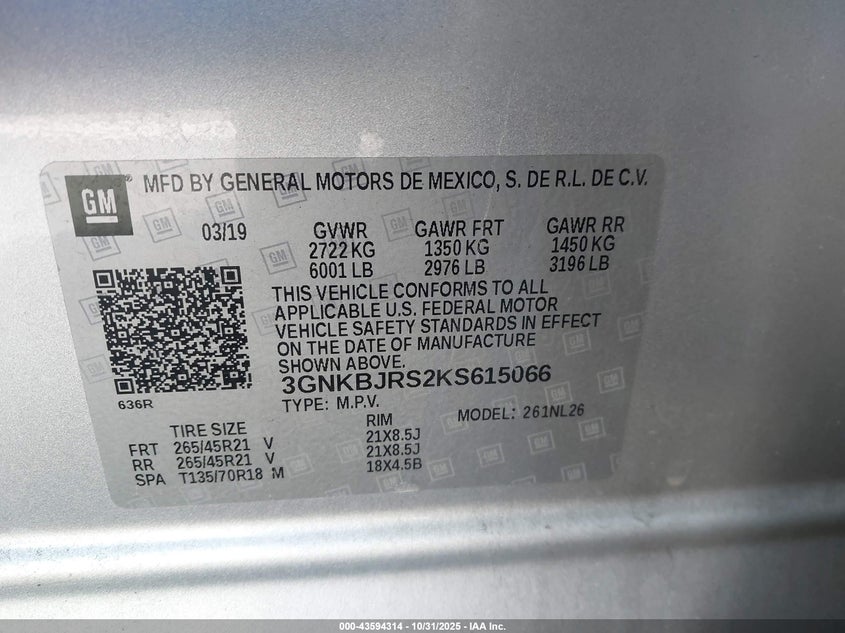 GM ® MFD BY GENERAL MOTORS DE MEXICO, S. DE R.L. DE C.V.
03/19 GVWR GAWR FRT GAWR RR
2722 KG 1350 KG 1450 KG
6001 LB 2976 LB 3196 LB
THIS VEHICLE CONFORMS TO ALL
APPLICABLE U.S. FEDERAL MOTOR
VEHICLE SAFETY STANDARDS IN EFFECT
ON THE DATE OF MANUFACTURE
SHOWN ABOVE.
3GNKBJRS2KS615066
636R
TYPE: M.P.V. MODEL: 261NL26
TIRE SIZE RIM
FRT 265/45R21 V 21X8.5J
RR 265/45R21 V 21X8.5J
SPA T135/70R18 M 18X4.5B
000-43594314 - 10/31/2025 - IAA Inc.